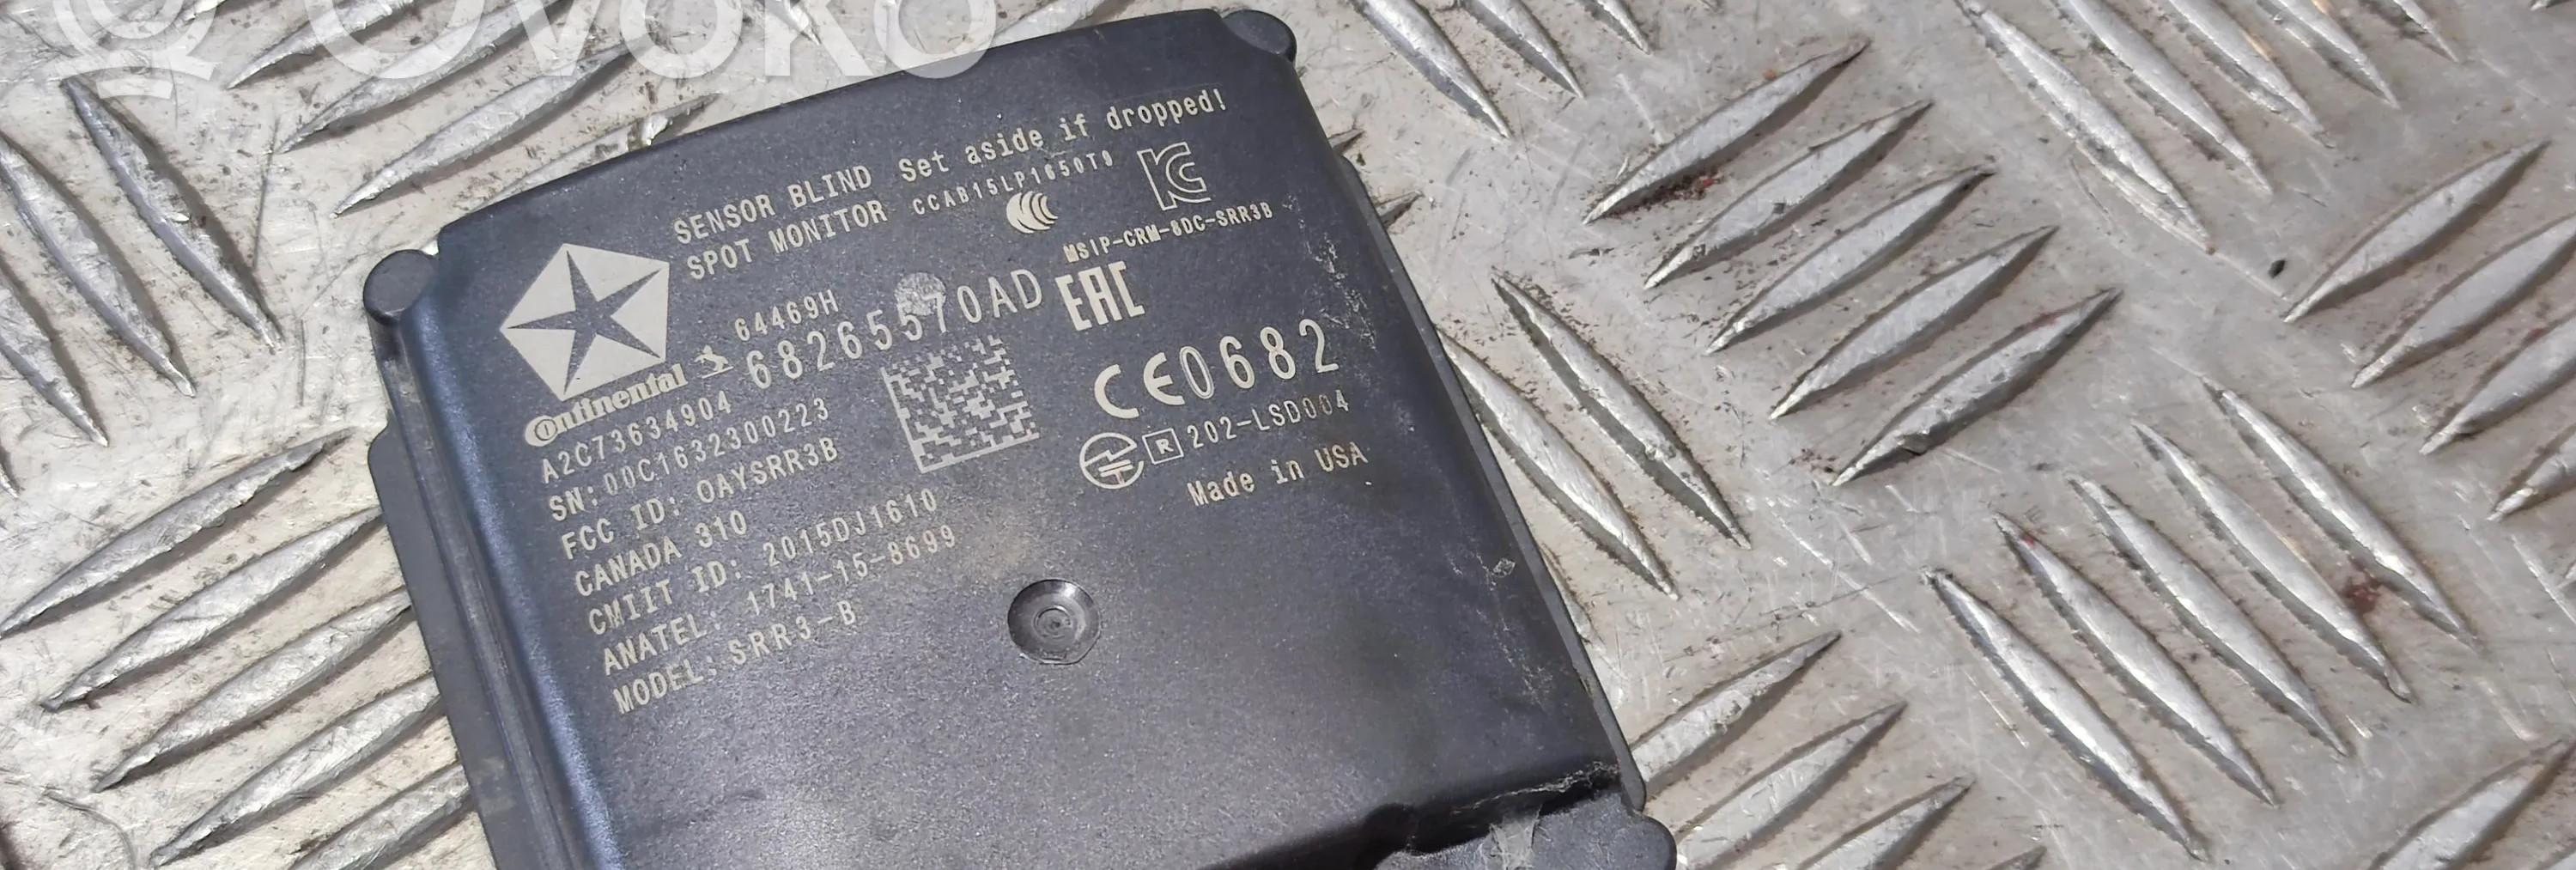 OVOKO
SENSOR BLIND Set aside if dropped!
SPOT MONITOR CCAB15LP1650T9
MSIP-CRM-8DC-SRR3B
64469H
68265570AD
EAC
Continental
CE0682
A2C73634904
R 202-LSD004
SN:00C1632300223
Made in USA
FCC ID: OAYSRR3B
CANADA 310
CMIIT ID: 2015DJ1610
ANATEL: 1741-15-8699
MODEL: SRR3-B